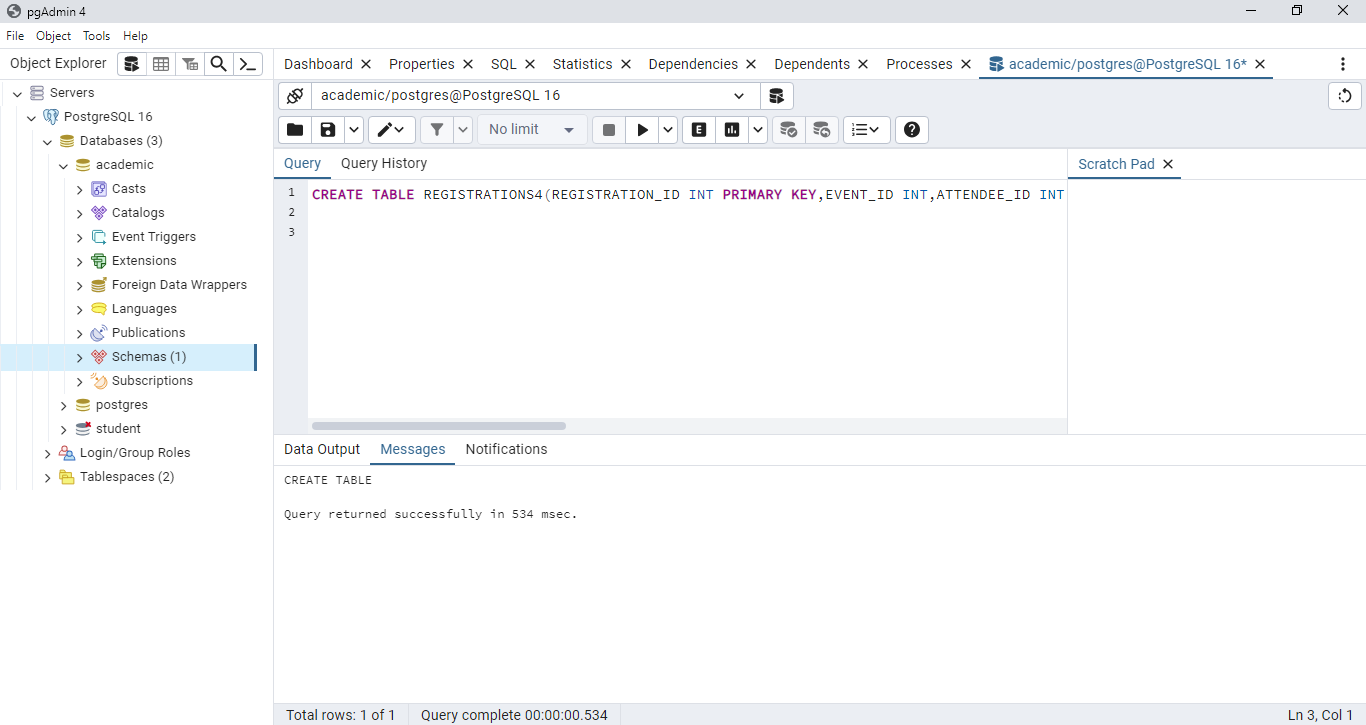 pgAdmin 4
File Object Tools Help
Object Explorer
Dashboard Properties SQL Statistics Dependencies Dependents Processes academic/postgres@PostgreSQL 16*
Servers
PostgreSQL 16
Databases (3)
academic
Casts
Catalogs
Event Triggers
Extensions
Foreign Data Wrappers
Languages
Publications
Schemas (1)
Subscriptions
postgres
student
Login/Group Roles
Tablespaces (2)
academic/postgres@PostgreSQL 16
No limit
E
Query Query History
Scratch Pad
1 CREATE TABLE REGISTRATIONS4(REGISTRATION_ID INT PRIMARY KEY,EVENT_ID INT,ATTENDEE_ID INT
2
3
Data Output Messages Notifications
CREATE TABLE
Query returned successfully in 534 msec.
Total rows: 1 of 1 Query complete 00:00:00.534 Ln 3, Col 1